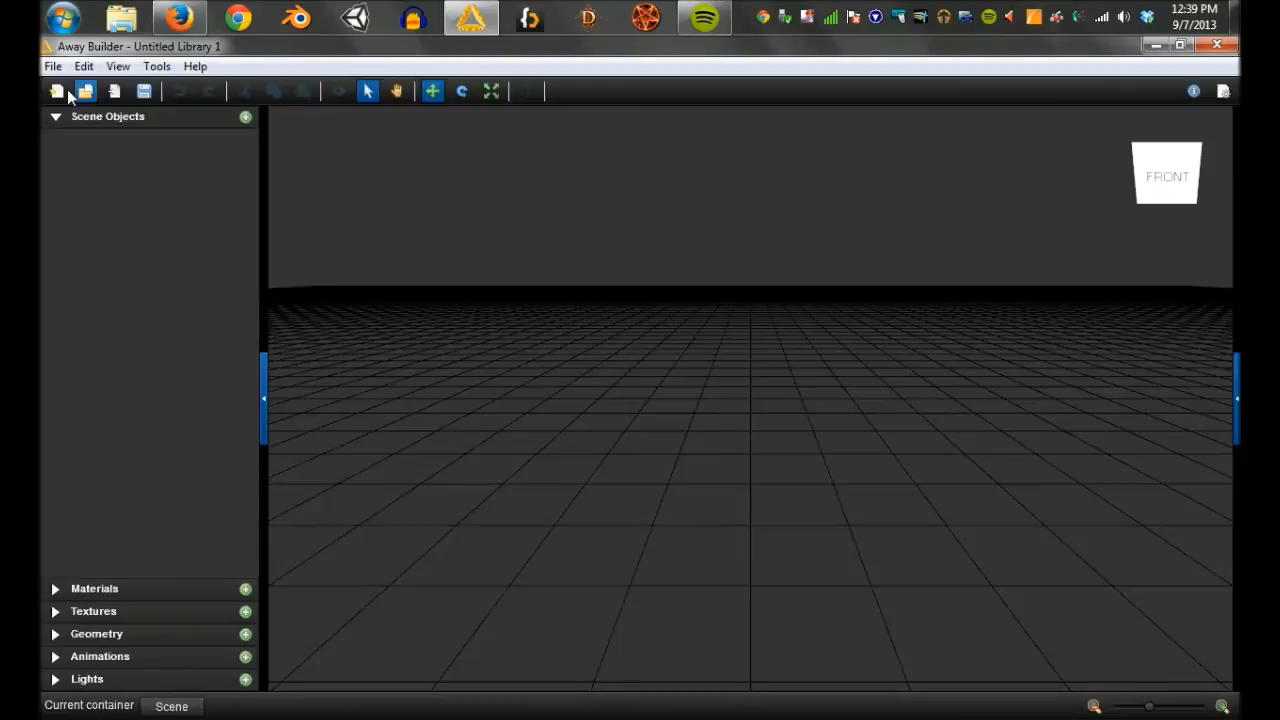 12:39 PM
9/7/2013
Away Builder - Untitled Library 1
File Edit View Tools Help
Scene Objects
FRONT
Materials
Textures
Geometry
Animations
Lights
Current container Scene